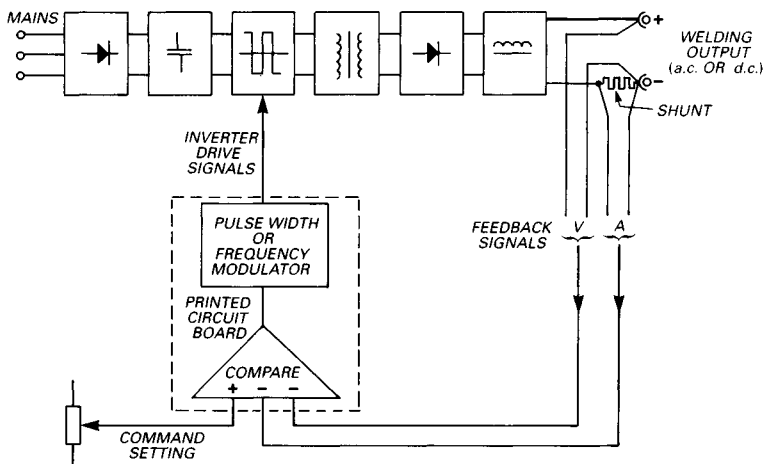 MAINS
+
WELDING
OUTPUT
(a.c. OR d.c.)
-
SHUNT
INVERTER
DRIVE
SIGNALS
FEEDBACK
SIGNALS
V
A
PULSE WIDTH
OR
FREQUENCY
MODULATOR
PRINTED
CIRCUIT
BOARD
COMPARE
+ - -
COMMAND
SETTING